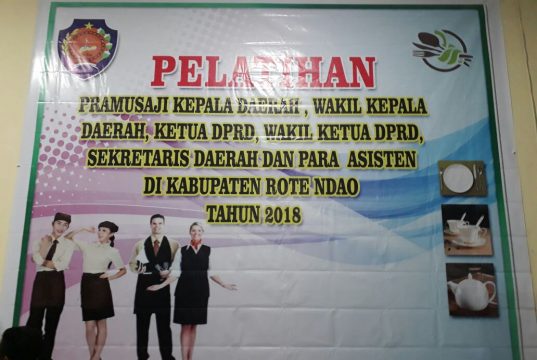 PELATIHAN
PRAMUSAJI KEPALA DAERAH , WAKIL KEPALA
DAERAH, KETUA DPRD, WAKIL KETUA DPRD,
SEKRETARIS DAERAH DAN PARA ASISTEN
DI KABUPATEN ROTE NDAO
TAHUN 2018